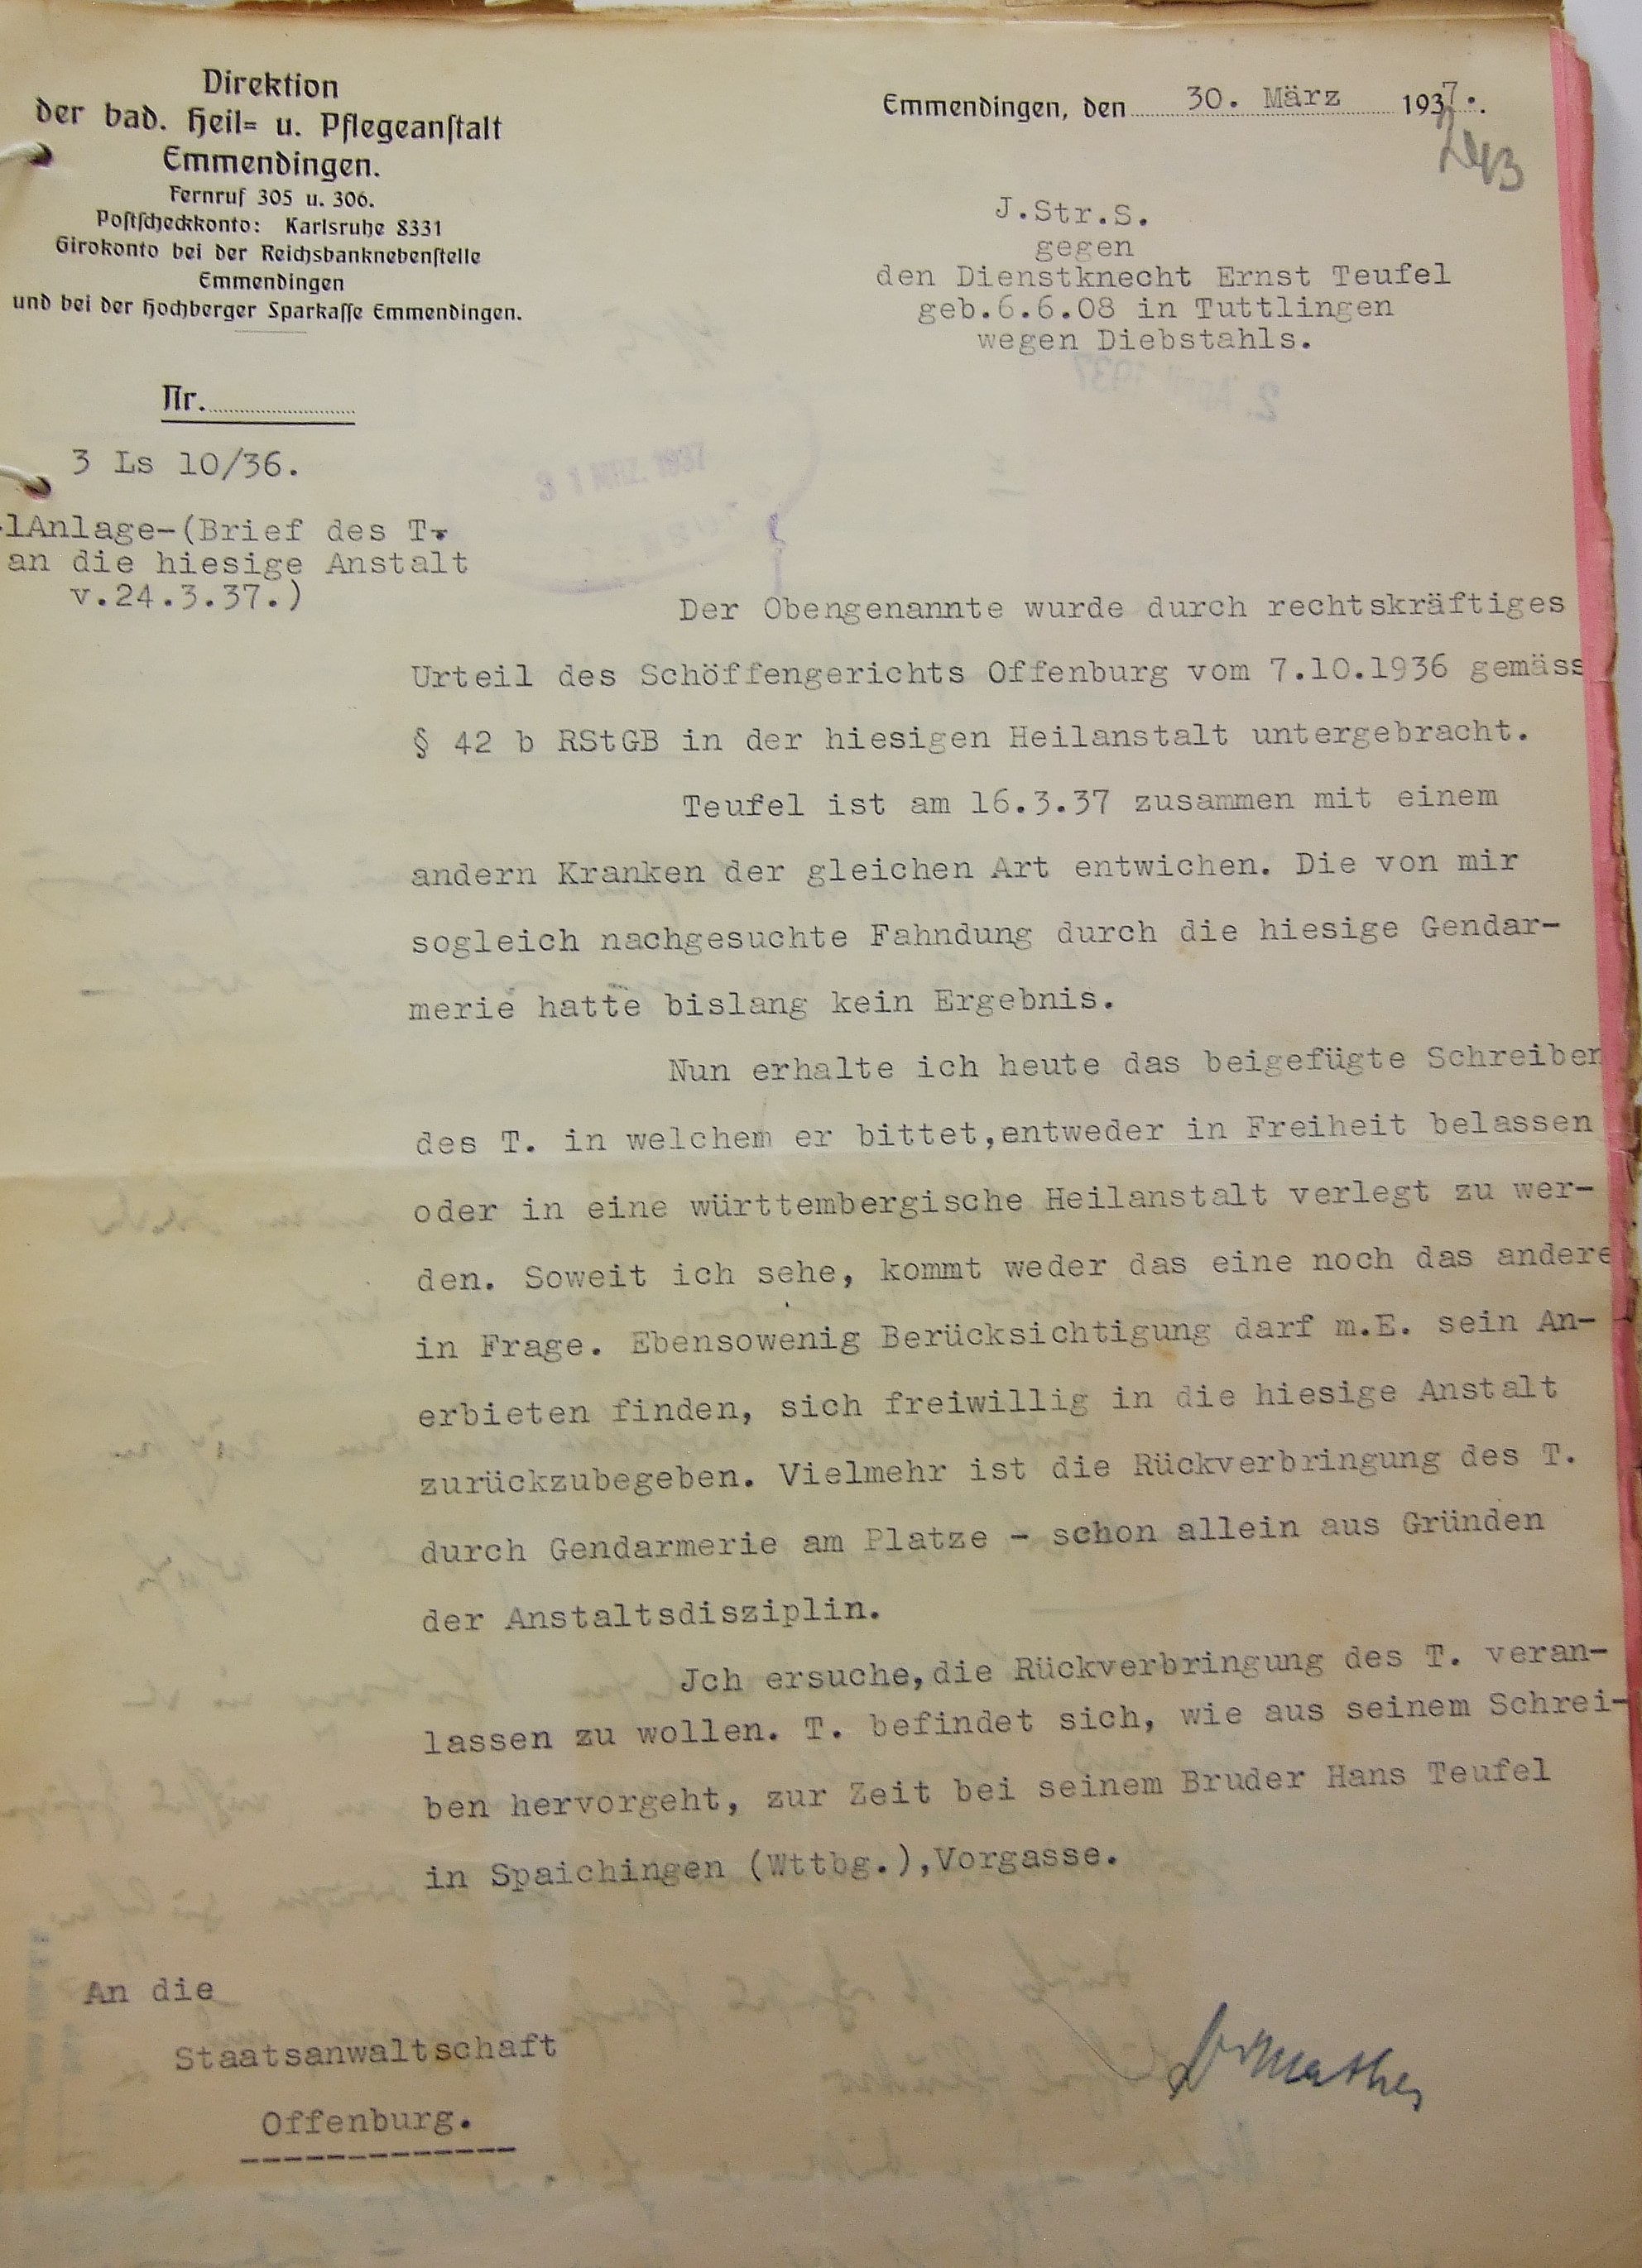 Direktion
der bad. Heil= u. Pflegeanstalt
Emmendingen.
Fernruf 305 u. 306.
Postscheckkonto: Karlsruhe 8331
Girokonto bei der Reichsbanknebenstelle
Emmendingen
und bei der Hochberger Sparkasse Emmendingen.
Emmendingen, den 30. März 1937.
J.Str.S.
gegen
den Dienstknecht Ernst Teufel
geb.6.6.08 in Tuttlingen
wegen Diebstahls.
Nr.
3 Ls 10/36.
-1Anlage-(Brief des T.
an die hiesige Anstalt
v.24.3.37.)
31 MRZ. 1937
2. April 1937
Der Obengenannte wurde durch rechtskräftiges
Urteil des Schöffengerichts Offenburg vom 7.10.1936 gemäss
§ 42 b RStGB in der hiesigen Heilanstalt untergebracht.
Teufel ist am 16.3.37 zusammen mit einem
andern Kranken der gleichen Art entwichen. Die von mir
sogleich nachgesuchte Fahndung durch die hiesige Gendar-
merie hatte bislang kein Ergebnis.
Nun erhalte ich heute das beigefügte Schreiben
des T. in welchem er bittet,entweder in Freiheit belassen
oder in eine württembergische Heilanstalt verlegt zu wer-
den. Soweit ich sehe, kommt weder das eine noch das andere
in Frage. Ebensowenig Berücksichtigung darf m.E. sein An-
erbieten finden, sich freiwillig in die hiesige Anstalt
zurückzubegeben. Vielmehr ist die Rückverbringung des T.
durch Gendarmerie am Platze - schon allein aus Gründen
der Anstaltsdisziplin.
Jch ersuche,die Rückverbringung des T. veran-
lassen zu wollen. T. befindet sich, wie aus seinem Schrei-
ben hervorgeht, zur Zeit bei seinem Bruder Hans Teufel
in Spaichingen (Wttbg.),Vorgasse.
An die
Staatsanwaltschaft
Offenburg.
Dr Mathes